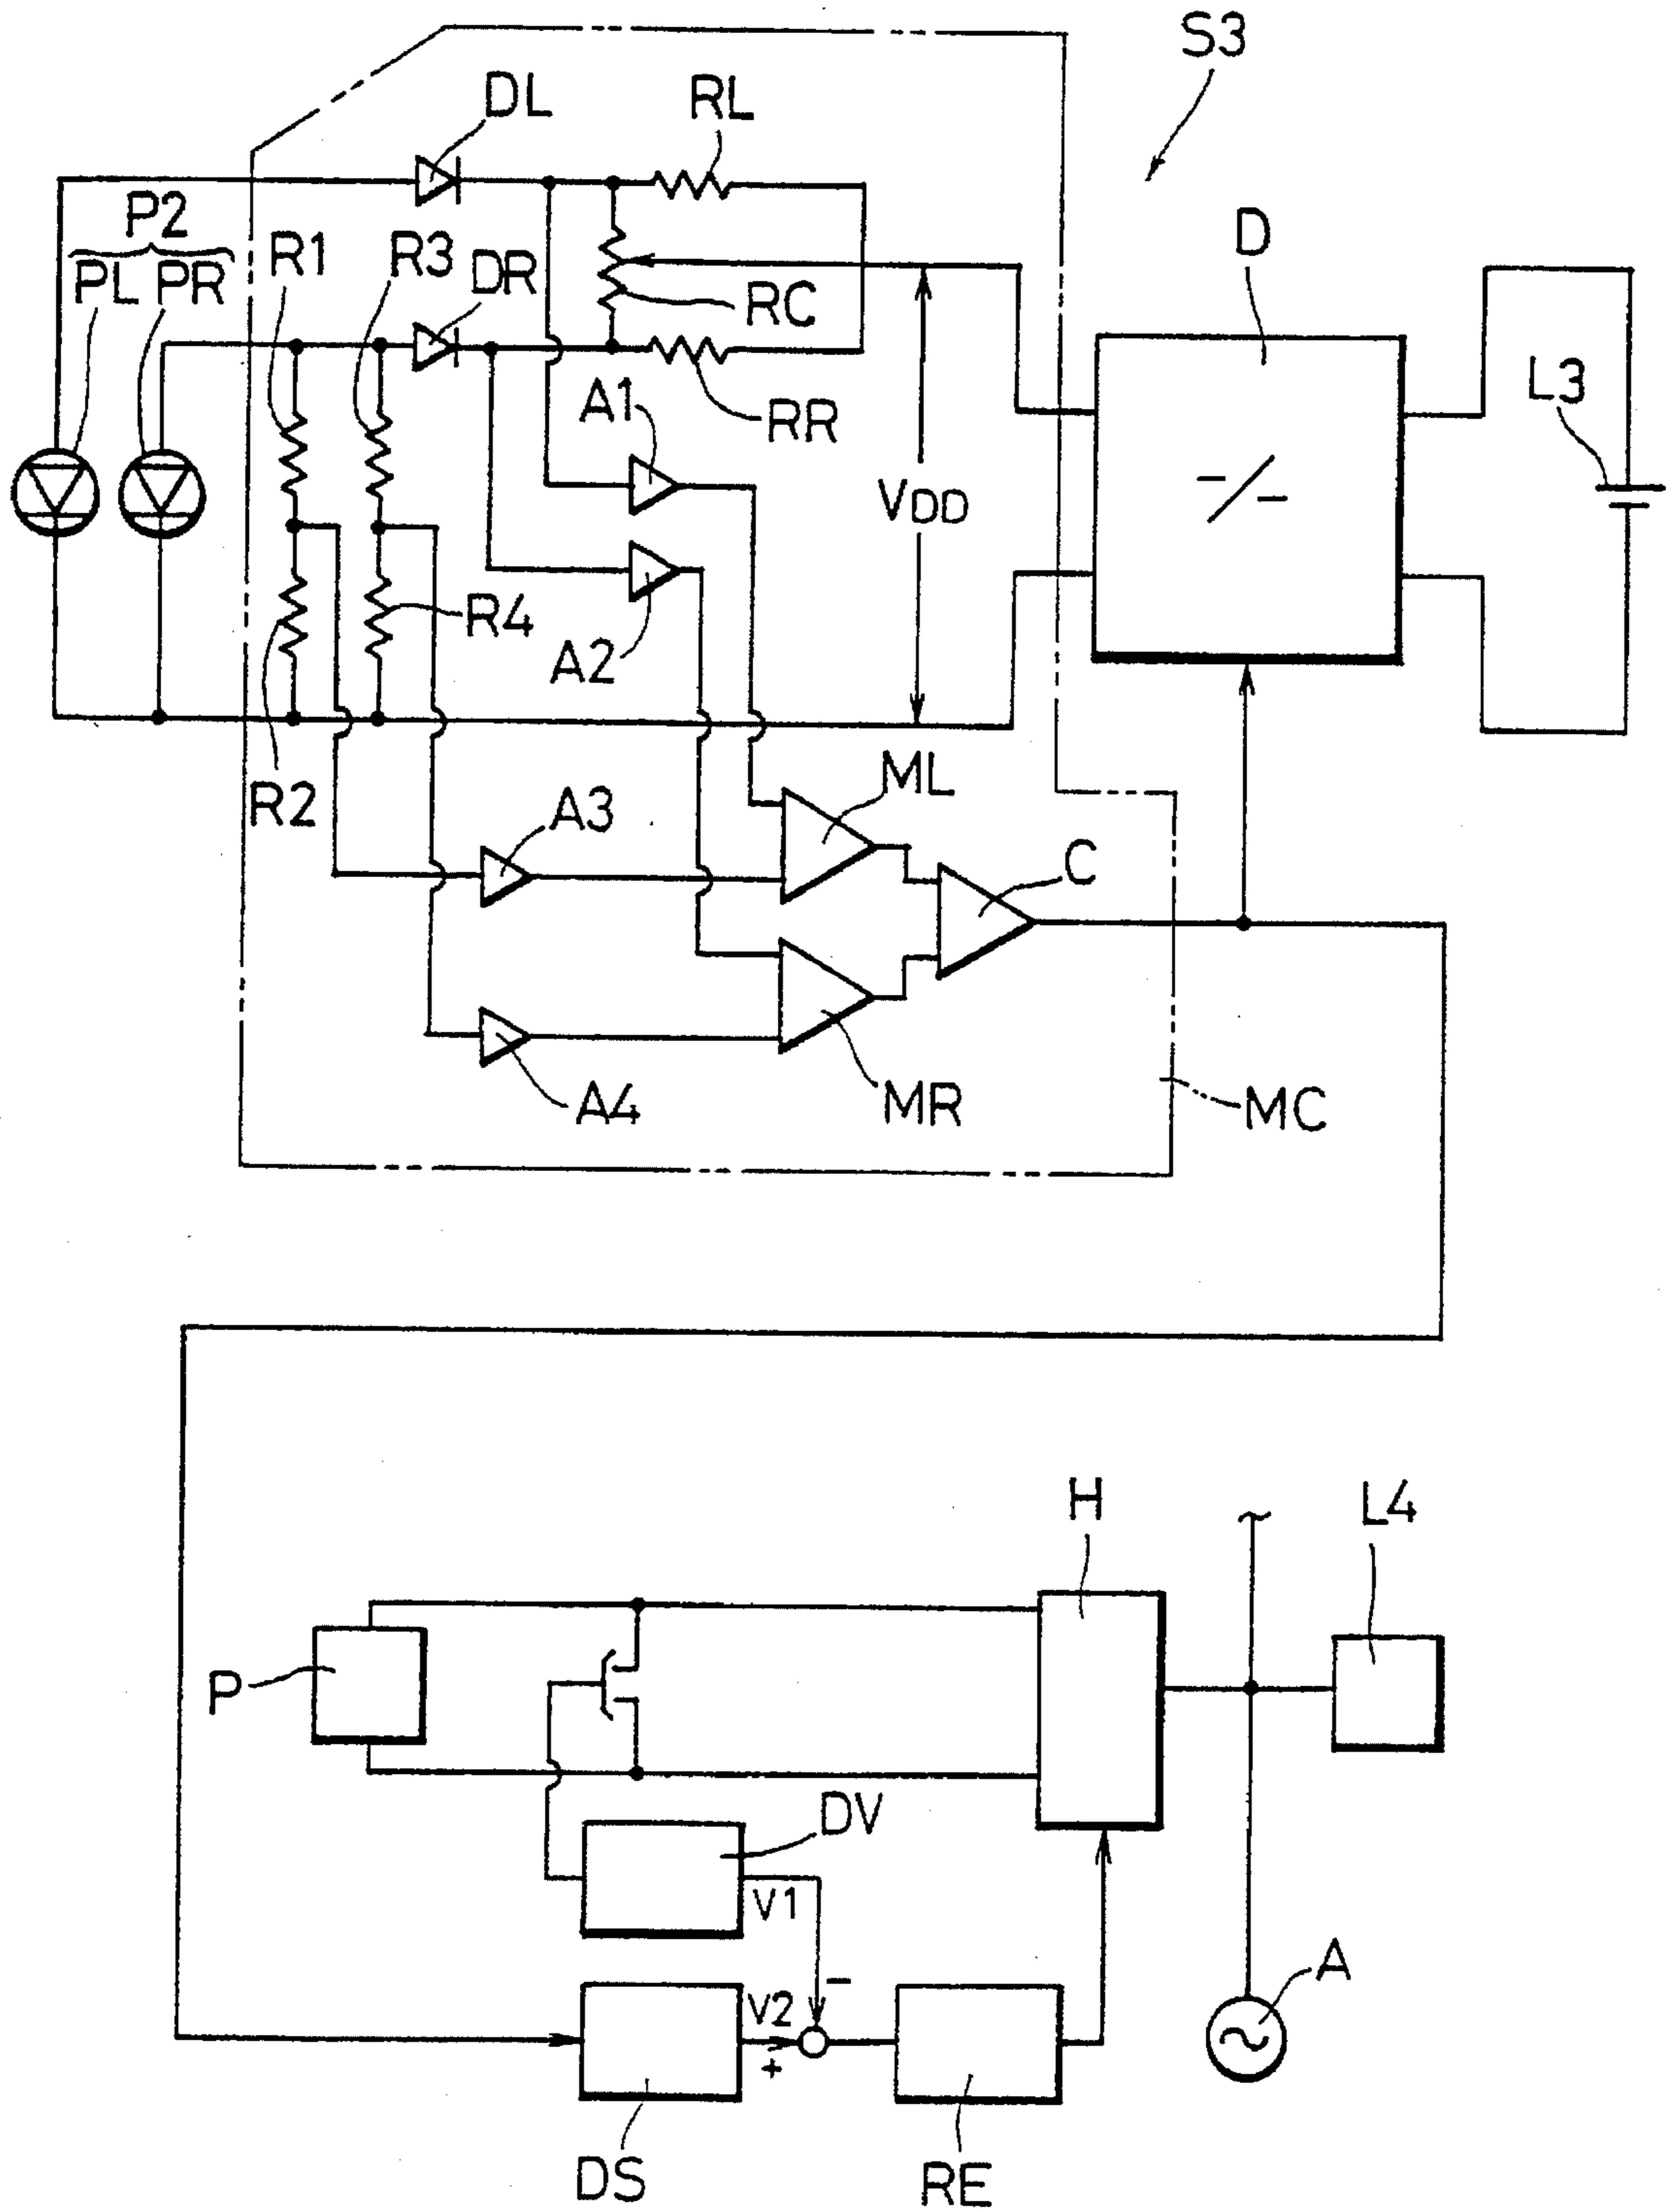 S3
DL
RL
P2
PL PR
R1
R3
DR
RC
D
A1
RR
L3
VDD
-/-
R4
A2
R2
ML
A3
C
A4
MR
MC
H
L4
P
DV
V1
-
A
V2
+
~
DS
RE